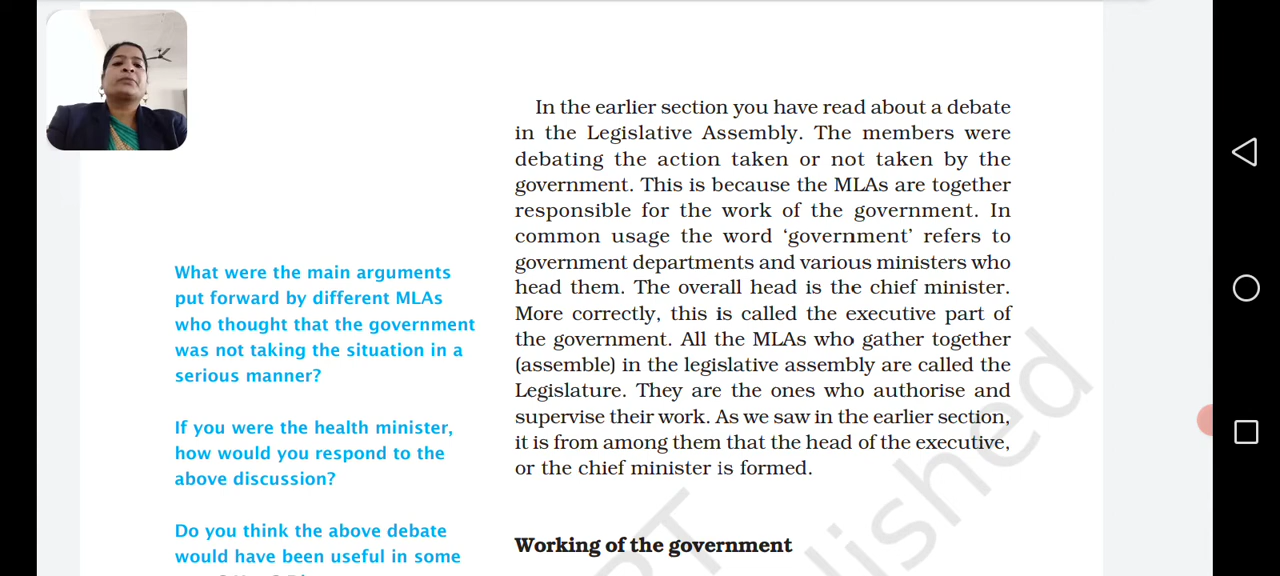 In the earlier section you have read about a debate
in the Legislative Assembly. The members were
debating the action taken or not taken by the
government. This is because the MLAs are together
responsible for the work of the government. In
common usage the word ‘government’ refers to
government departments and various ministers who
head them. The overall head is the chief minister.
More correctly, this is called the executive part of
the government. All the MLAs who gather together
(assemble) in the legislative assembly are called the
Legislature. They are the ones who authorise and
supervise their work. As we saw in the earlier section,
it is from among them that the head of the executive,
or the chief minister is formed.
What were the main arguments
put forward by different MLAs
who thought that the government
was not taking the situation in a
serious manner?
If you were the health minister,
how would you respond to the
above discussion?
Do you think the above debate
would have been useful in some
Working of the government